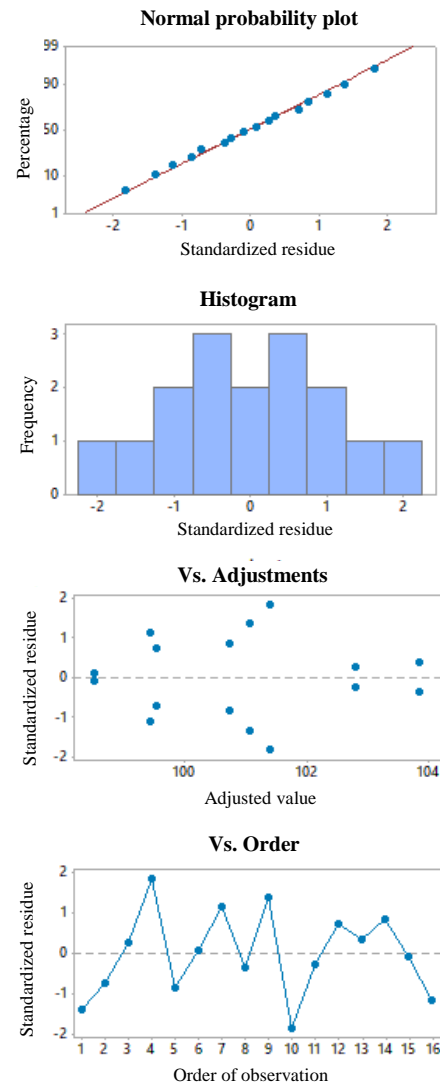 Normal probability plot
99
90
50
10
1
Percentage
-2 -1 0 1 2
Standardized residue
Histogram
3
2
1
0
Frequency
-2 -1 0 1 2
Standardized residue
Vs. Adjustments
2
1
0
-1
-2
Standardized residue
100 102 104
Adjusted value
Vs. Order
2
1
0
-1
-2
Standardized residue
1 2 3 4 5 6 7 8 9 10 11 12 13 14 15 16
Order of observation